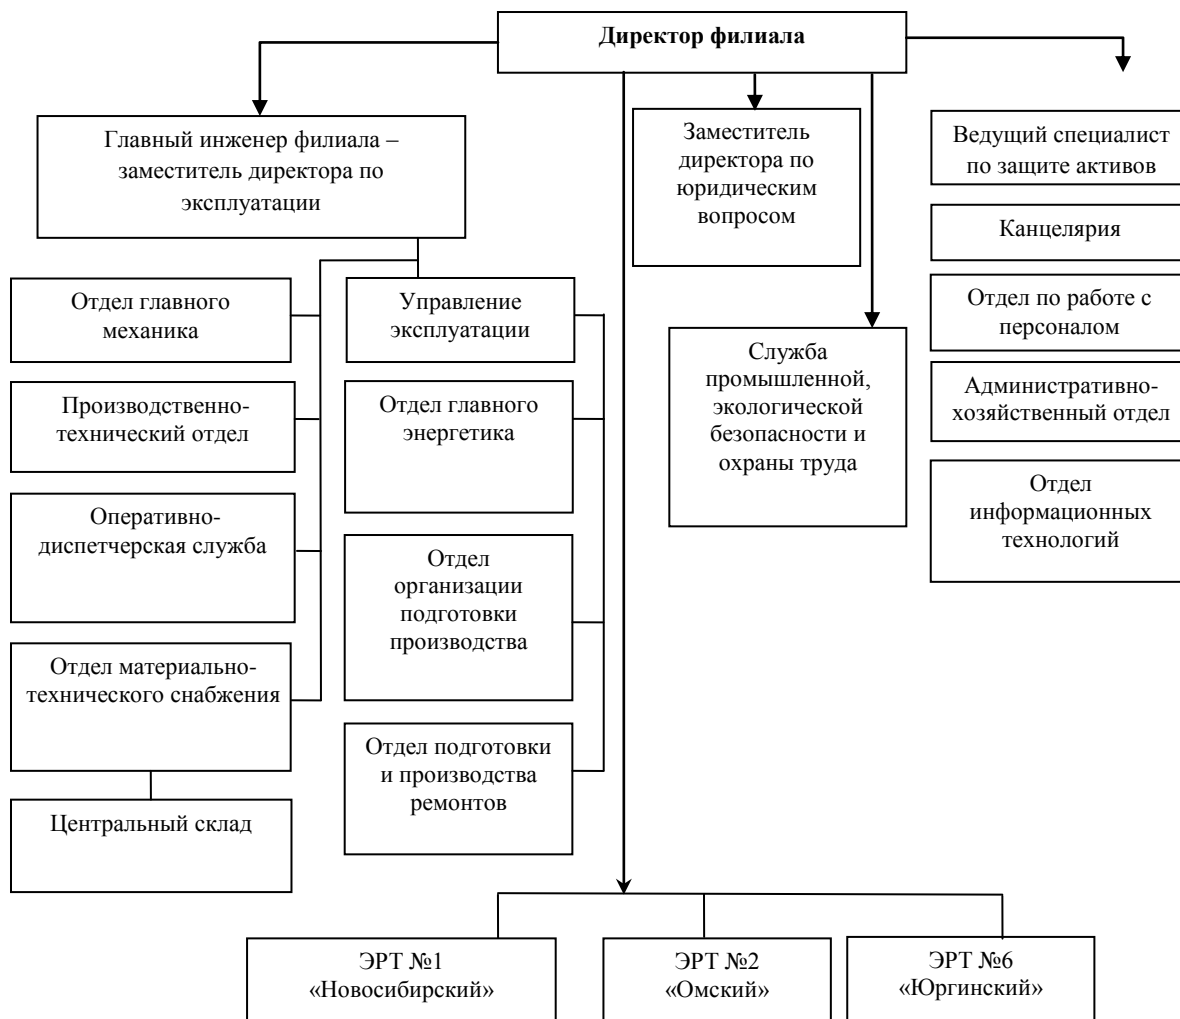 Директор филиала
Главный инженер филиала –
заместитель директора по
эксплуатации
Заместитель
директора по
юридическим
вопросом
Ведущий специалист
по защите активов
Канцелярия
Отдел главного
механика
Управление
эксплуатации
Отдел по работе с
персоналом
Служба
промышленной,
экологической
безопасности и
охраны труда
Административно-
хозяйственный отдел
Производственно-
технический отдел
Отдел главного
энергетика
Отдел
информационных
технологий
Оперативно-
диспетчерская служба
Отдел
организации
подготовки
производства
Отдел материально-
технического снабжения
Отдел подготовки
и производства
ремонтов
Центральный склад
ЭРТ №1
«Новосибирский»
ЭРТ №2
«Омский»
ЭРТ №6
«Юргинский»